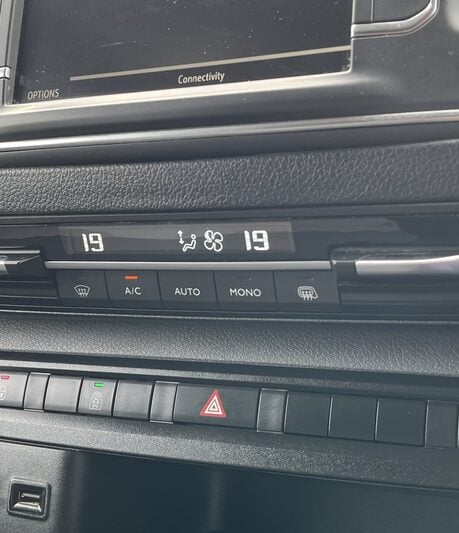 Connectivity
OPTIONS
19 19
A/C AUTO MONO